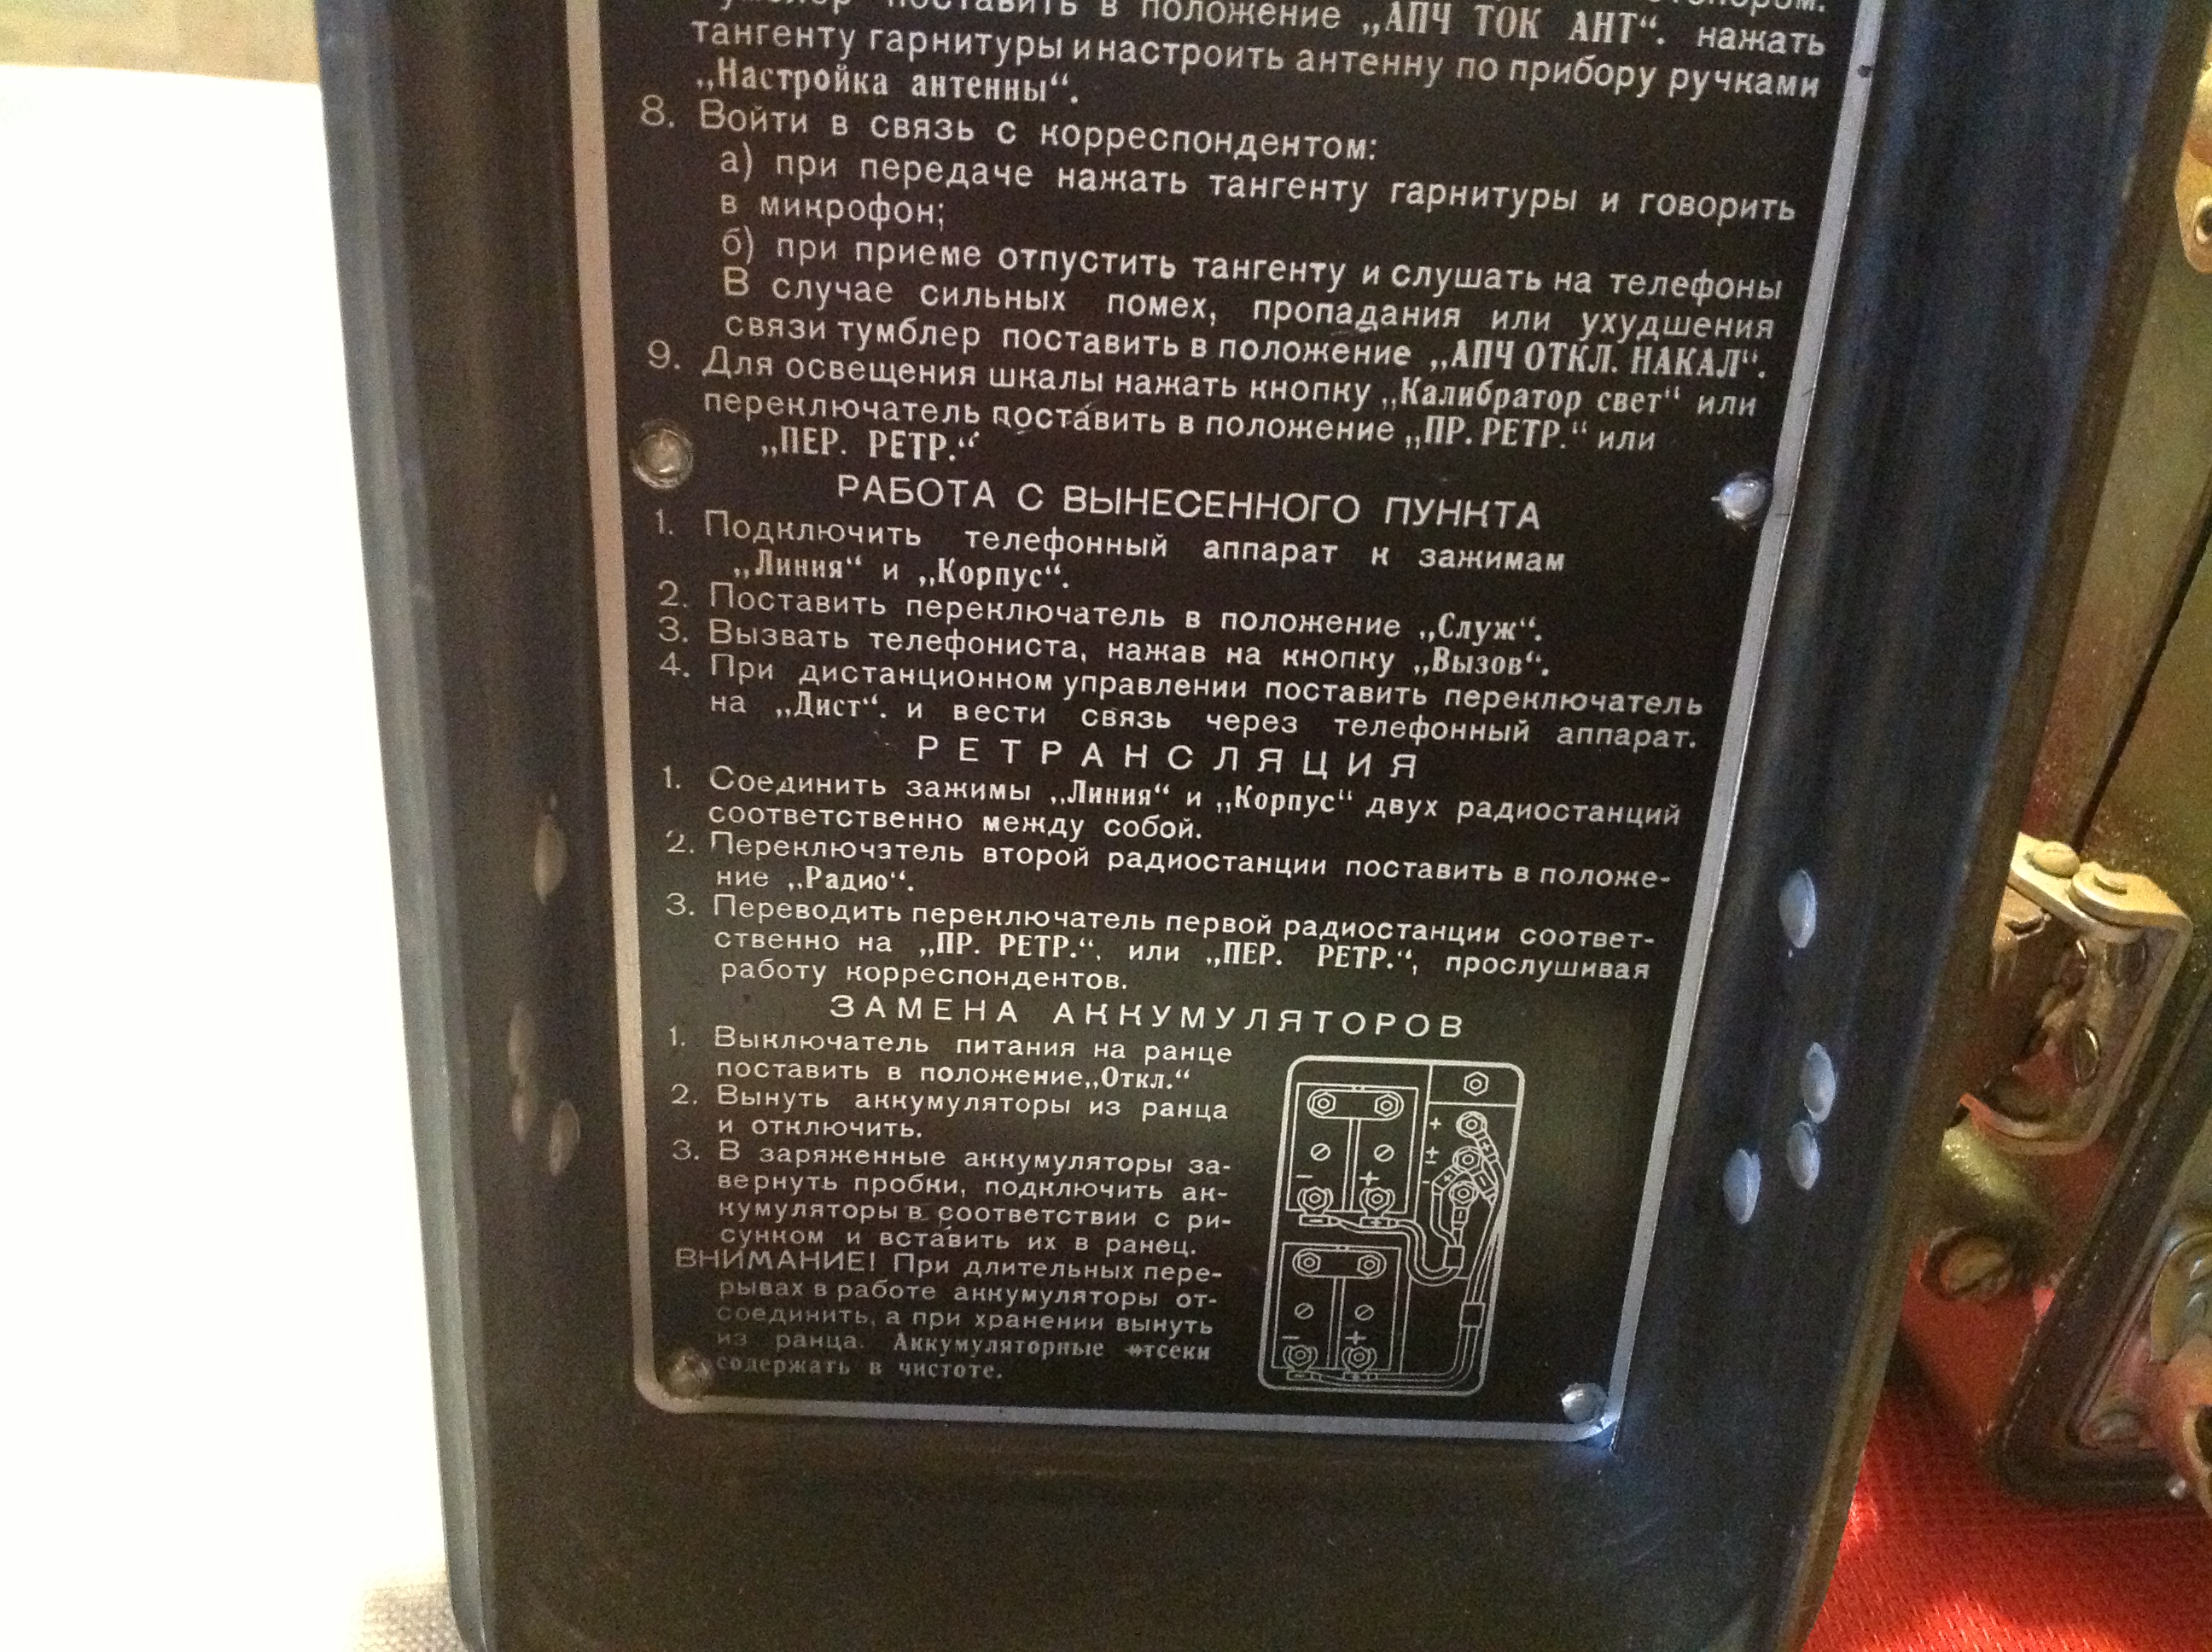 поставить в положение „АПЧ ТОК АНТ“. нажать
тангенту гарнитуры и настроить антенну по прибору ручками
„Настройка антенны“.
8. Войти в связь с корреспондентом:
а) при передаче нажать тангенту гарнитуры и говорить
в микрофон;
б) при приеме отпустить тангенту и слушать на телефоны
В случае сильных помех, пропадания или ухудшения
связи тумблер поставить в положение „АПЧ ОТКЛ. НАКАЛ“.
9. Для освещения шкалы нажать кнопку „Калибратор свет“ или
переключатель поставить в положение „ПР. РЕТР.“ или
„ПЕР. РЕТР.“
РАБОТА С ВЫНЕСЕННОГО ПУНКТА
1. Подключить телефонный аппарат к зажимам
„Линия“ и „Корпус“.
2. Поставить переключатель в положение „Служ“.
3. Вызвать телефониста, нажав на кнопку „Вызов“.
4. При дистанционном управлении поставить переключатель
на „Дист“. и вести связь через телефонный аппарат.
РЕТРАНСЛЯЦИЯ
1. Соединить зажимы „Линия“ и „Корпус“ двух радиостанций
соответственно между собой.
2. Переключатель второй радиостанции поставить в положе-
ние „Радио“.
3. Переводить переключатель первой радиостанции соответ-
ственно на „ПР. РЕТР.“, или „ПЕР. РЕТР.“, прослушивая
работу корреспондентов.
ЗАМЕНА АККУМУЛЯТОРОВ
1. Выключатель питания на ранце
поставить в положение„Откл.“
2. Вынуть аккумуляторы из ранца
и отключить.
3. В заряженные аккумуляторы за-
вернуть пробки, подключить ак-
кумуляторы в соответствии с ри-
сунком и вставить их в ранец.
ВНИМАНИЕ! При длительных пере-
рывах в работе аккумуляторы от-
соединить, а при хранении вынуть
из ранца. Аккумуляторные отсеки
содержать в чистоте.
+
±
-
- +
- +